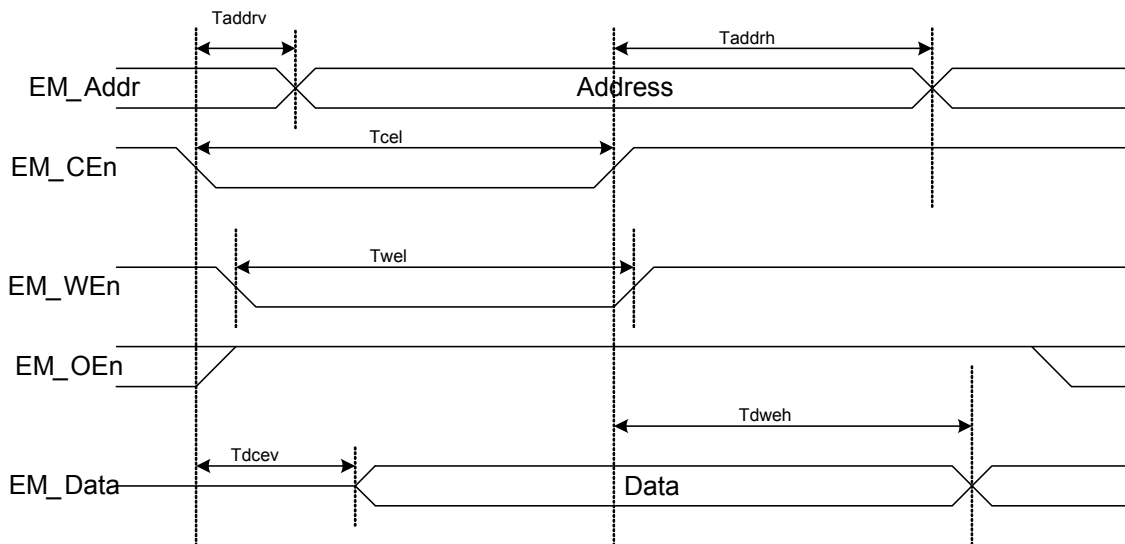 Taddrv
Taddrh
EM_Addr
Address
Tcel
EM_CEn
Twel
EM_WEn
EM_OEn
Tdweh
Tdcev
EM_Data
Data